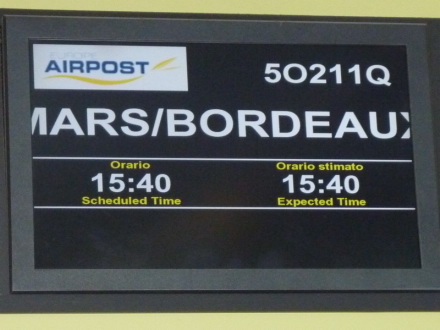 AIRPOST
5O211Q
MARS/BORDEAUX
Orario
15:40
Scheduled Time
Orario stimato
15:40
Expected Time